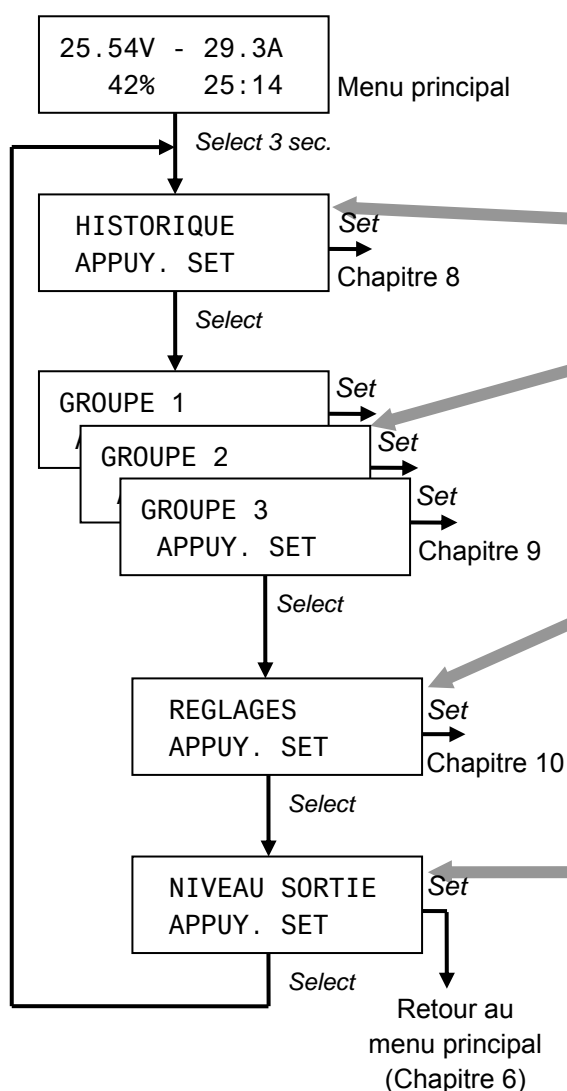 25.54V - 29.3A
42% 25:14
Menu principal
Select 3 sec.
HISTORIQUE
APPUY. SET
Set
Chapitre 8
Select
GROUPE 1
Set
GROUPE 2
Set
GROUPE 3
APPUY. SET
Set
Chapitre 9
Select
REGLAGES
APPUY. SET
Set
Chapitre 10
Select
NIVEAU SORTIE
APPUY. SET
Set
Select
Retour au
menu principal
(Chapitre 6)